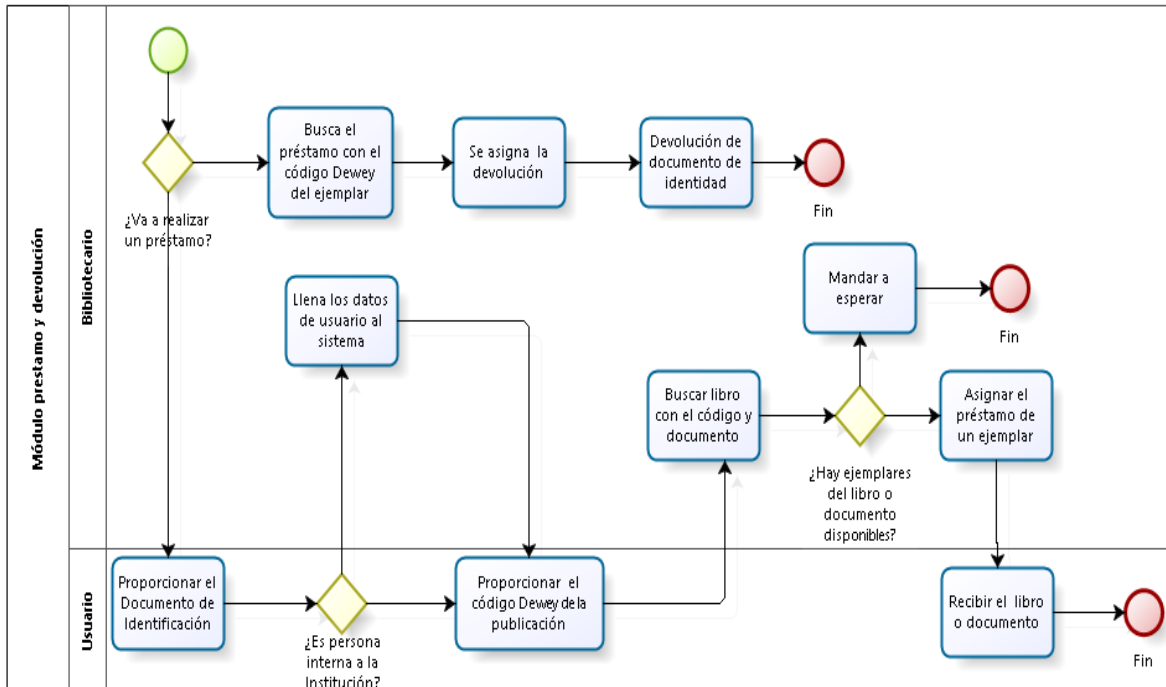 Módulo prestamo y devolución
Bibliotecario
Busca el
préstamo con el
código Dewey
del ejemplar
Se asigna la
devolución
Devolución de
documento de
identidad
Fin
¿Va a realizar
un préstamo?
Llena los datos
de usuario al
sistema
Mandar a
esperar
Fin
Buscar libro
con el código y
documento
Asignar el
préstamo de
un ejemplar
¿Hay ejemplares
del libro o
documento
disponibles?
Usuario
Proporcionar el
Documento de
Identificación
¿Es persona
interna a la
Institución?
Proporcionar el
código Dewey de la
publicación
Recibir el libro
o documento
Fin